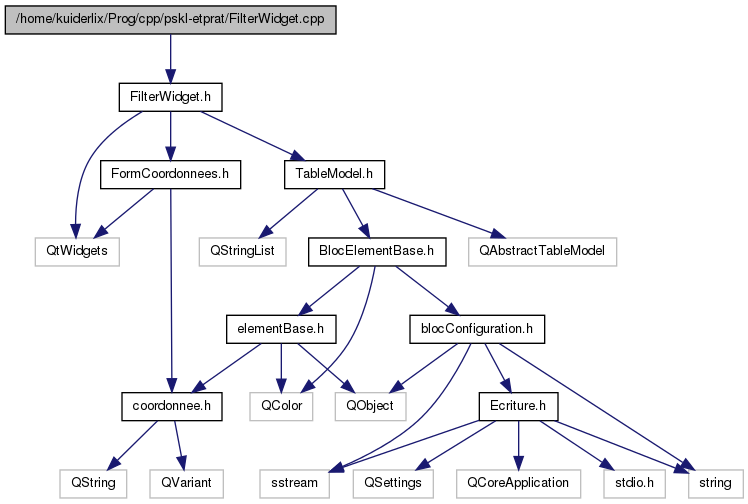 /home/kuiderlix/Prog/cpp/pskl-etprat/FilterWidget.cpp
FilterWidget.h
FormCoordonnees.h
TableModel.h
QtWidgets
QStringList
BlocElementBase.h
QAbstractTableModel
elementBase.h
blocConfiguration.h
coordonnee.h
QColor
QObject
Ecriture.h
QString
QVariant
sstream
QSettings
QCoreApplication
stdio.h
string